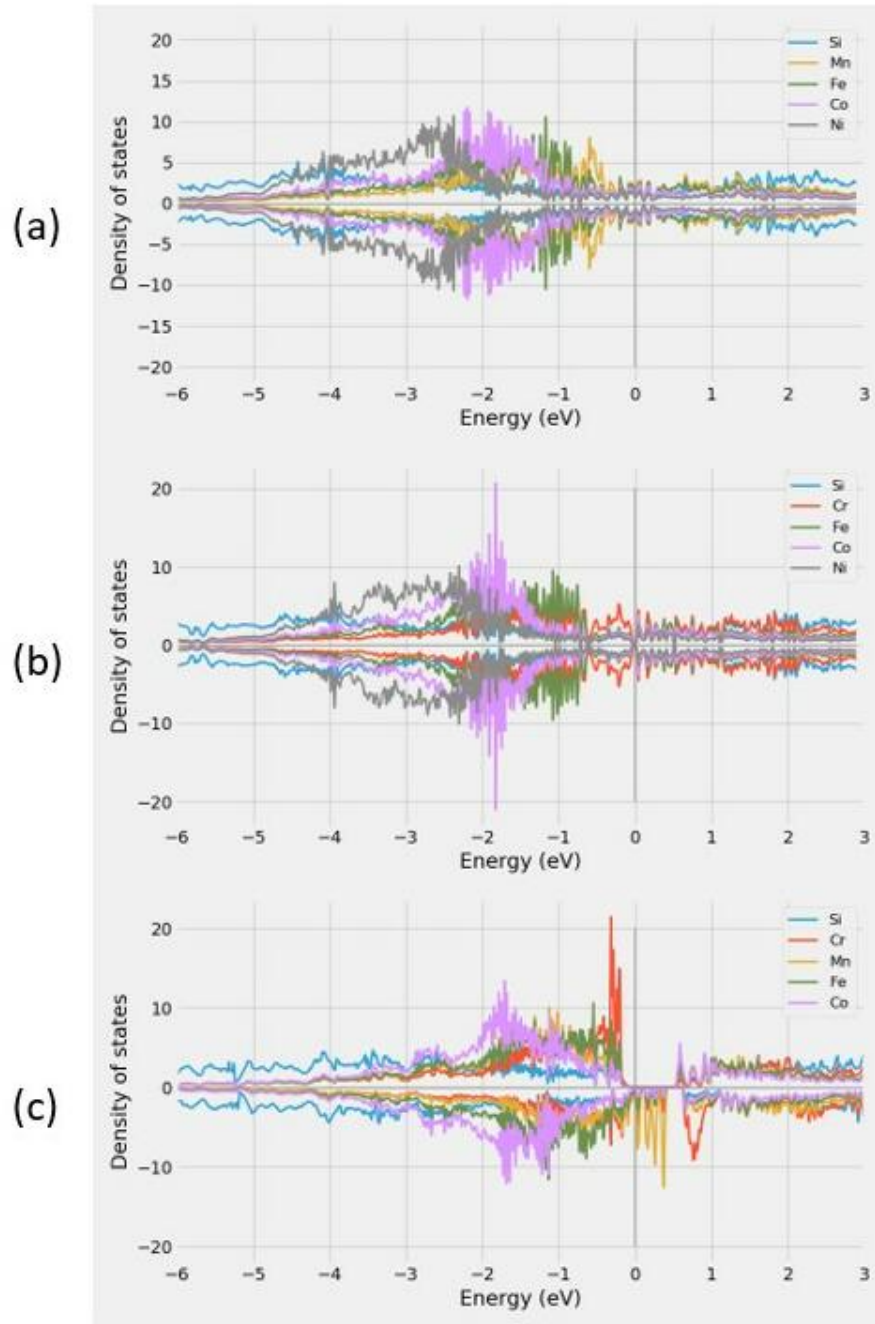 (a)
Density of states
20
15
10
5
0
−5
−10
−15
−20
−6 −5 −4 −3 −2 −1 0 1 2 3
Energy (eV)
Si
Mn
Fe
Co
Ni
(b)
Density of states
20
10
0
−10
−20
−6 −5 −4 −3 −2 −1 0 1 2 3
Energy (eV)
Si
Cr
Fe
Co
Ni
(c)
Density of states
20
10
0
−10
−20
−6 −5 −4 −3 −2 −1 0 1 2 3
Energy (eV)
Si
Cr
Mn
Fe
Co